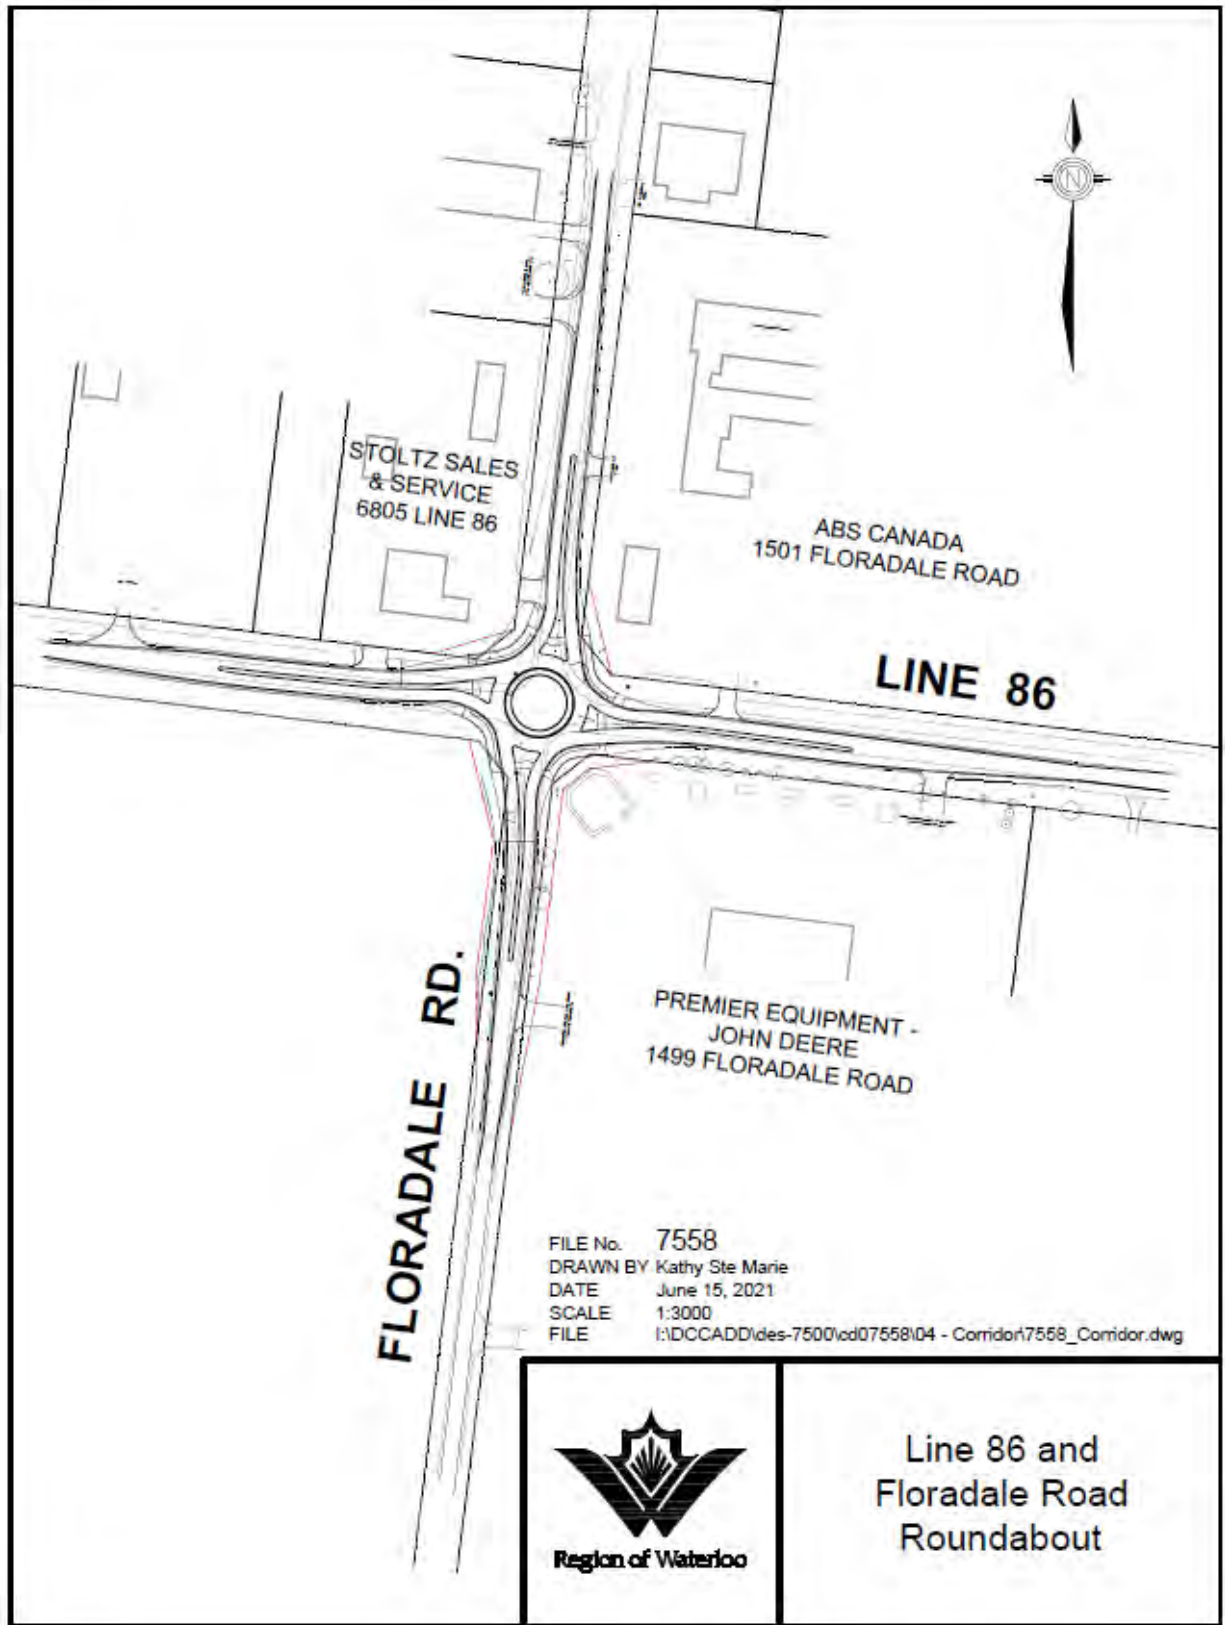 N
STOLTZ SALES
& SERVICE
6805 LINE 86
ABS CANADA
1501 FLORADALE ROAD
LINE 86
FLORADALE RD.
PREMIER EQUIPMENT -
JOHN DEERE
1499 FLORADALE ROAD
FILE No. 7558
DRAWN BY Kathy Ste Marie
DATE June 15, 2021
SCALE 1:3000
FILE I:\DCCADD\des-7500\cd07558\04 - Corridor\7558_Corridor.dwg
Region of Waterloo
Line 86 and
Floradale Road
Roundabout